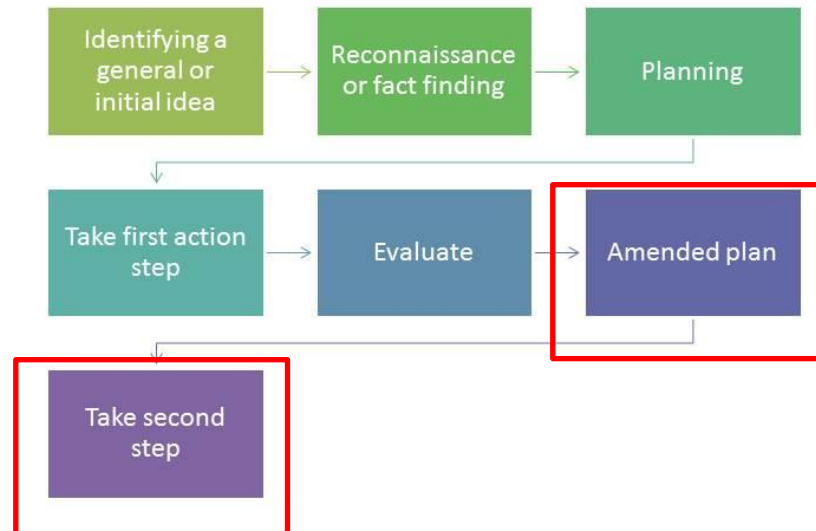 Identifying a
general or
initial idea
Reconnaissance
or fact finding
Planning
Take first action
step
Evaluate
Amended plan
Take second
step